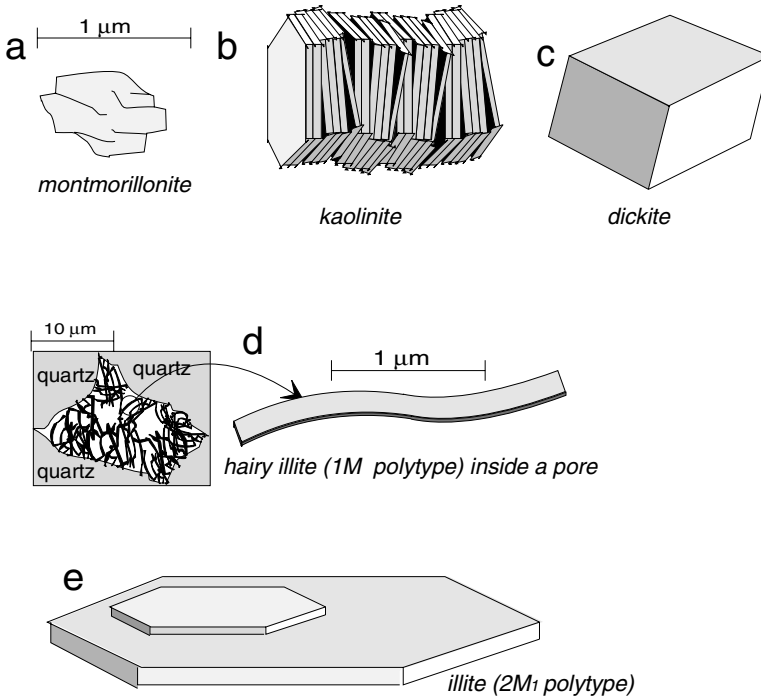 1 μm
a
b
c
montmorillonite
kaolinite
dickite
10 μm
d
1 μm
quartz
quartz
quartz
hairy illite (1M polytype) inside a pore
e
illite (2M₁ polytype)